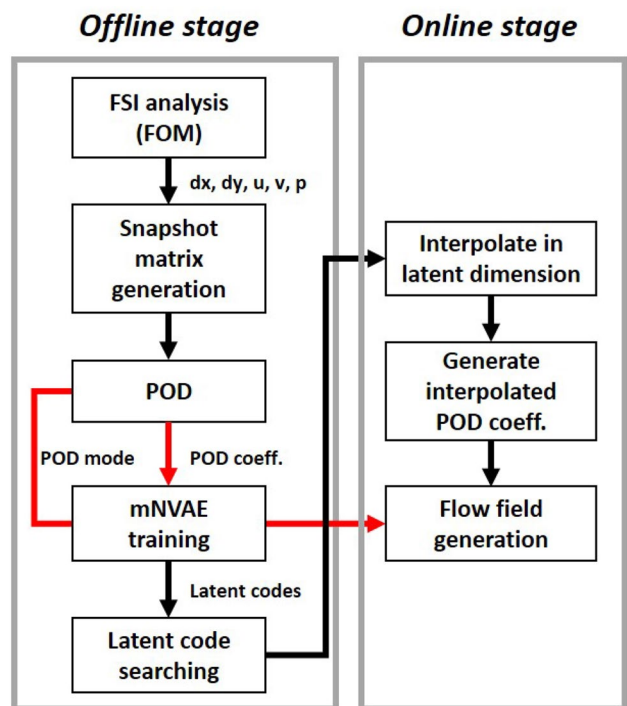 Offline stage
Online stage
FSI analysis
(FOM)
dx, dy, u, v, p
Snapshot
matrix
generation
POD
POD mode
POD coeff.
mNVAE
training
Latent codes
Latent code
searching
Interpolate in
latent dimension
Generate
interpolated
POD coeff.
Flow field
generation